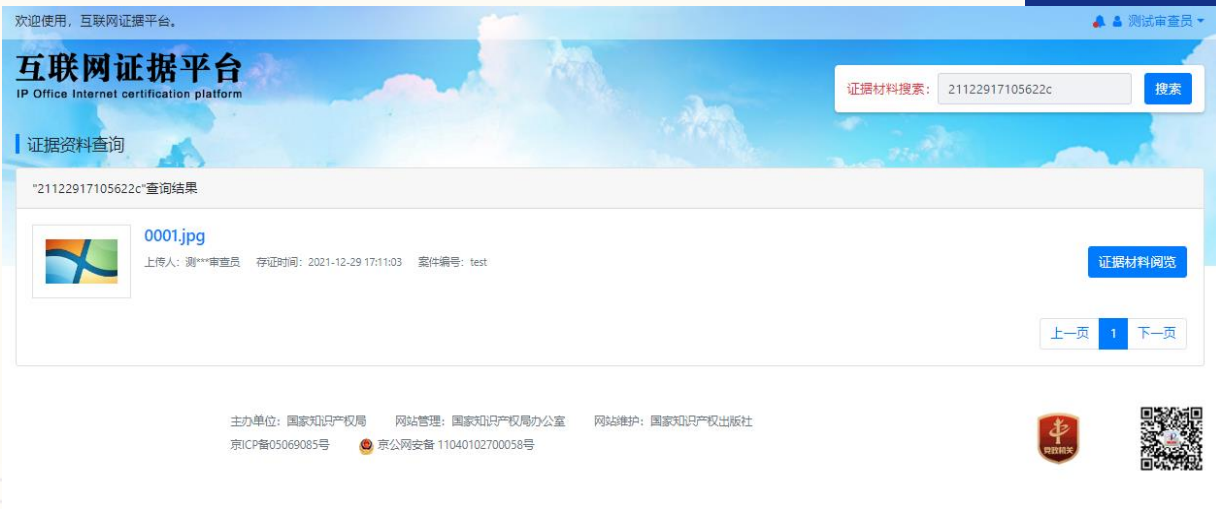 欢迎使用，互联网证据平台。 测试审查员
互联网证据平台
IP Office Internet certification platform
证据材料搜索： 21122917105622c 搜索
证据资料查询
"21122917105622c"查询结果
0001.jpg
上传人：测***审查员 存证时间：2021-12-29 17:11:03 案件编号：test
证据材料阅览
上一页 1 下一页
主办单位：国家知识产权局 网站管理：国家知识产权局办公室 网站维护：国家知识产权出版社
京ICP备05069085号 京公网安备 11040102700058号
党政机关